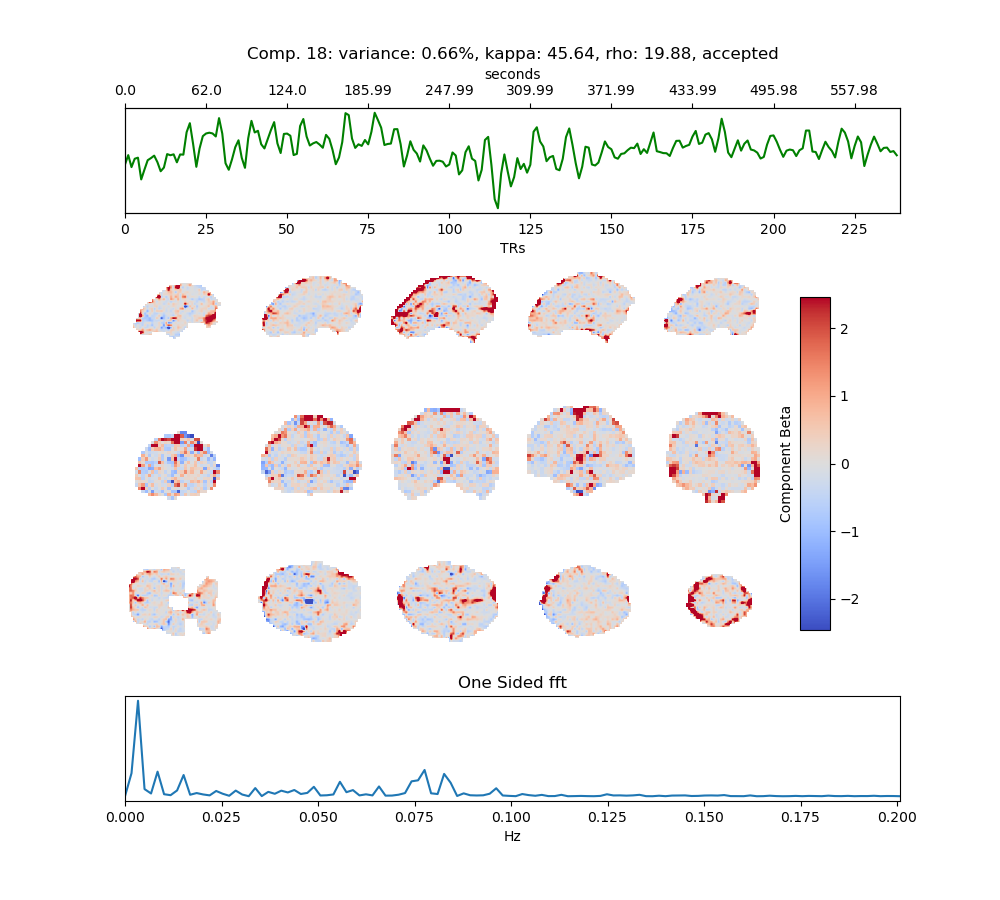 Comp. 18: variance: 0.66%, kappa: 45.64, rho: 19.88, accepted
seconds
0.0 62.0 124.0 185.99 247.99 309.99 371.99 433.99 495.98 557.98
0 25 50 75 100 125 150 175 200 225
TRs
2
1
0
−1
−2
Component Beta
One Sided fft
0.000 0.025 0.050 0.075 0.100 0.125 0.150 0.175 0.200
Hz